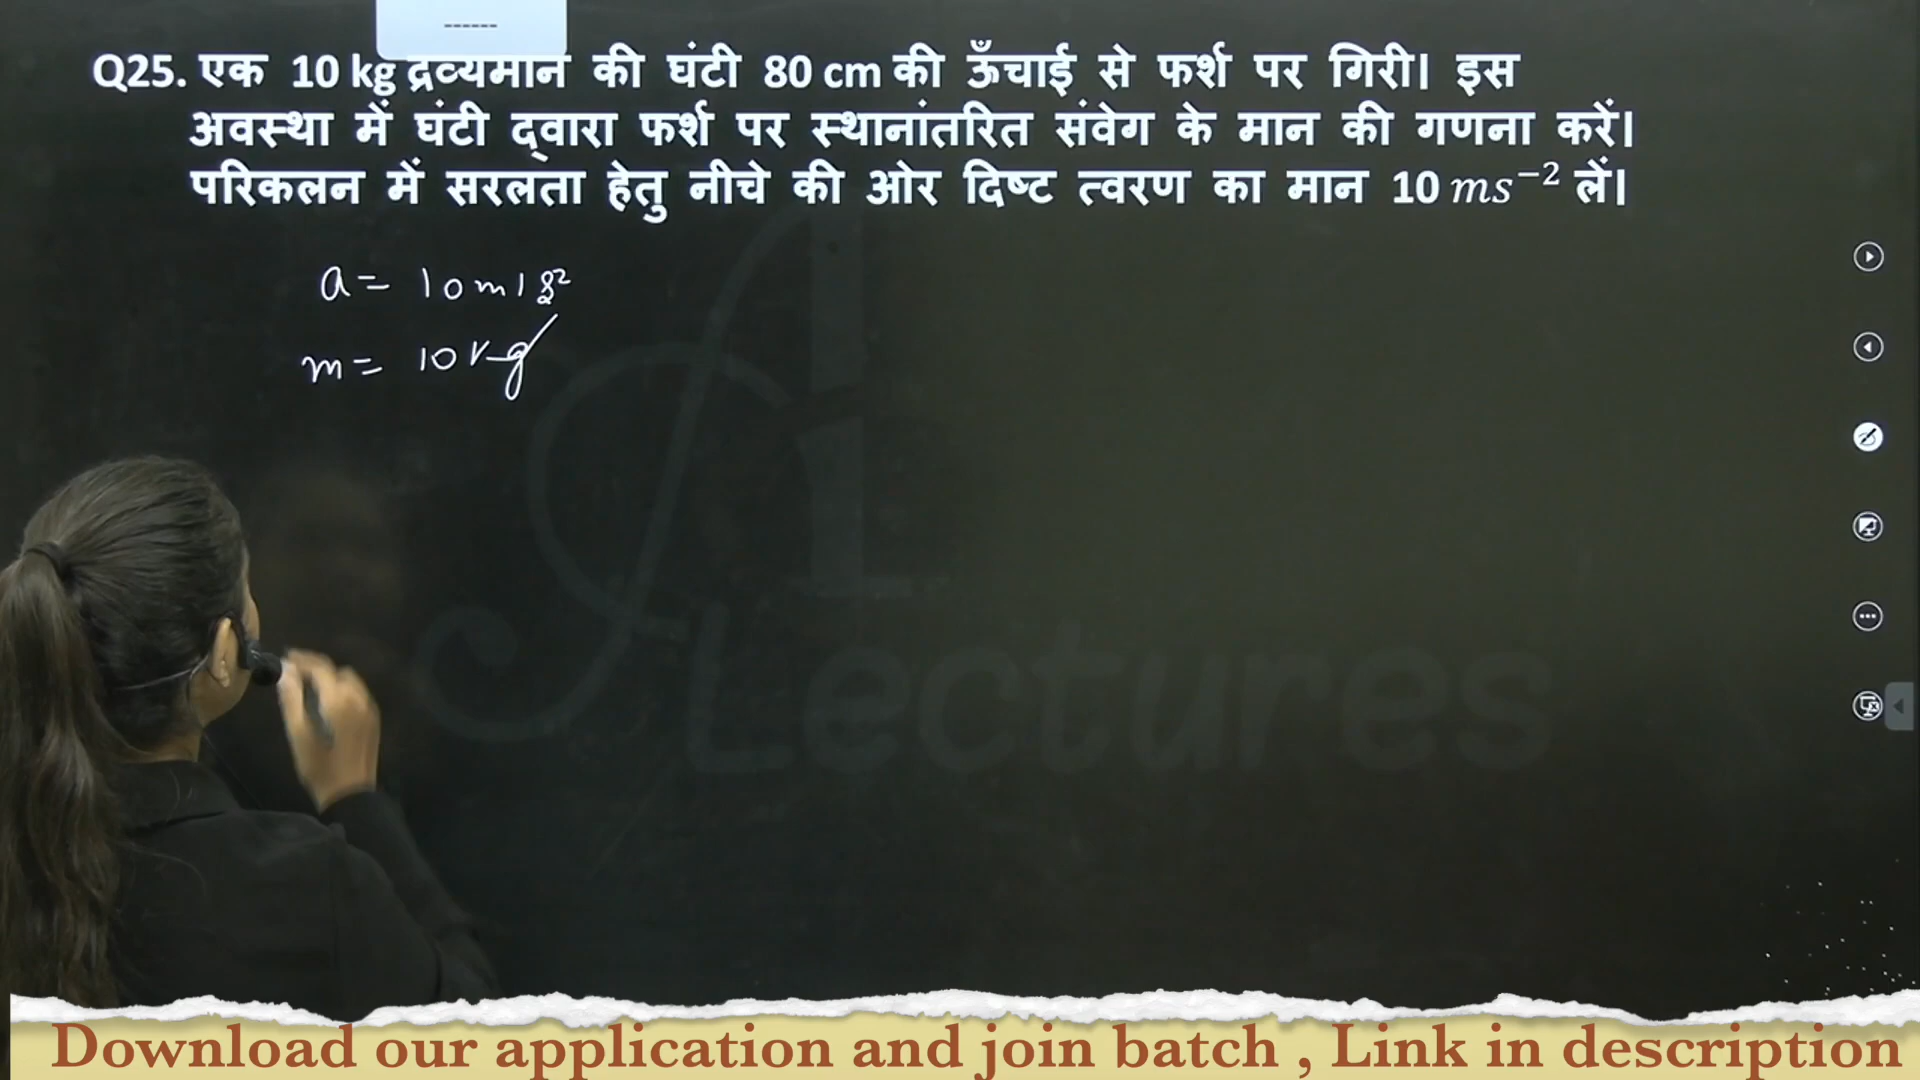 ------
Q25. एक 10 kg द्रव्यमान की घंटी 80 cm की ऊँचाई से फर्श पर गिरी। इस
अवस्था में घंटी द्वारा फर्श पर स्थानांतरित संवेग के मान की गणना करें।
परिकलन में सरलता हेतु नीचे की ओर दिष्ट त्वरण का मान 10 ms⁻² लें।
a = 10 m/s²
m = 10 kg
Lectures
Download our application and join batch , Link in description